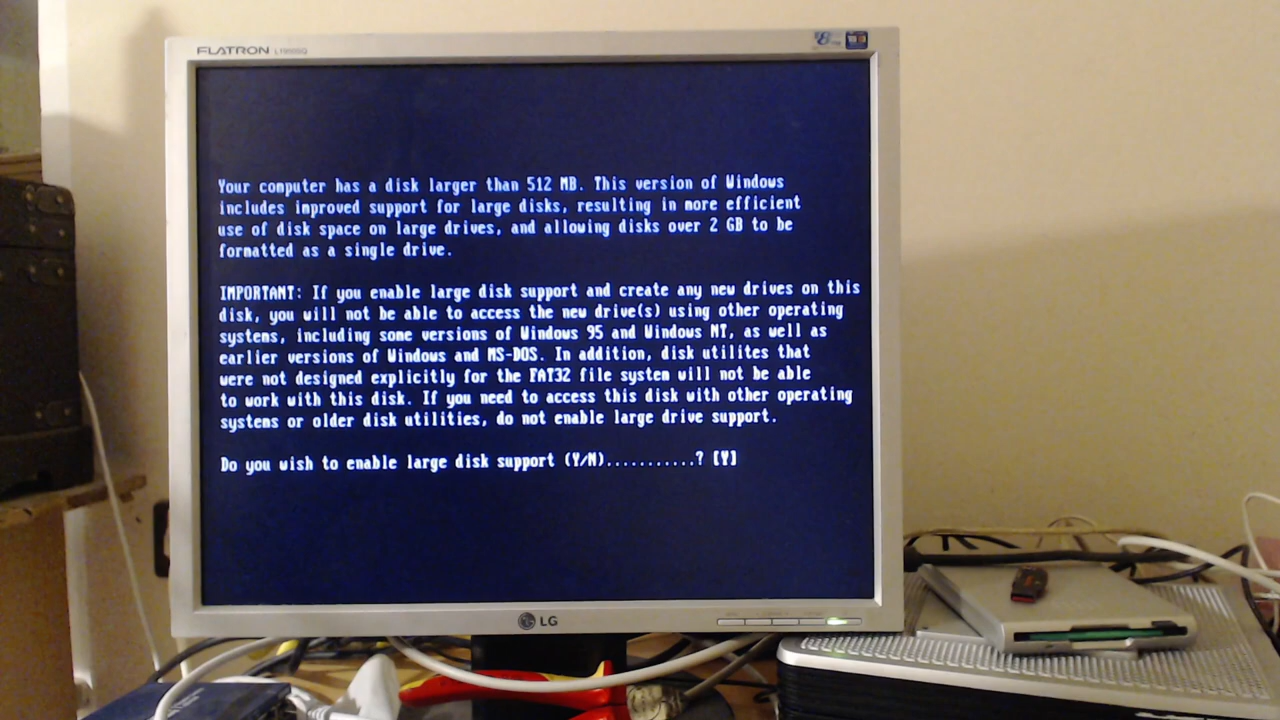 FLATRON
Your computer has a disk larger than 512 MB. This version of Windows
includes improved support for large disks, resulting in more efficient
use of disk space on large drives, and allowing disks over 2 GB to be
formatted as a single drive.
IMPORTANT: If you enable large disk support and create any new drives on this
disk, you will not be able to access the new drive(s) using other operating
systems, including some versions of Windows 95 and Windows NT, as well as
earlier versions of Windows and MS-DOS. In addition, disk utilites that
were not designed explicitly for the FAT32 file system will not be able
to work with this disk. If you need to access this disk with other operating
systems or older disk utilities, do not enable large drive support.
Do you wish to enable large disk support (Y/N)...........? [Y]
LG